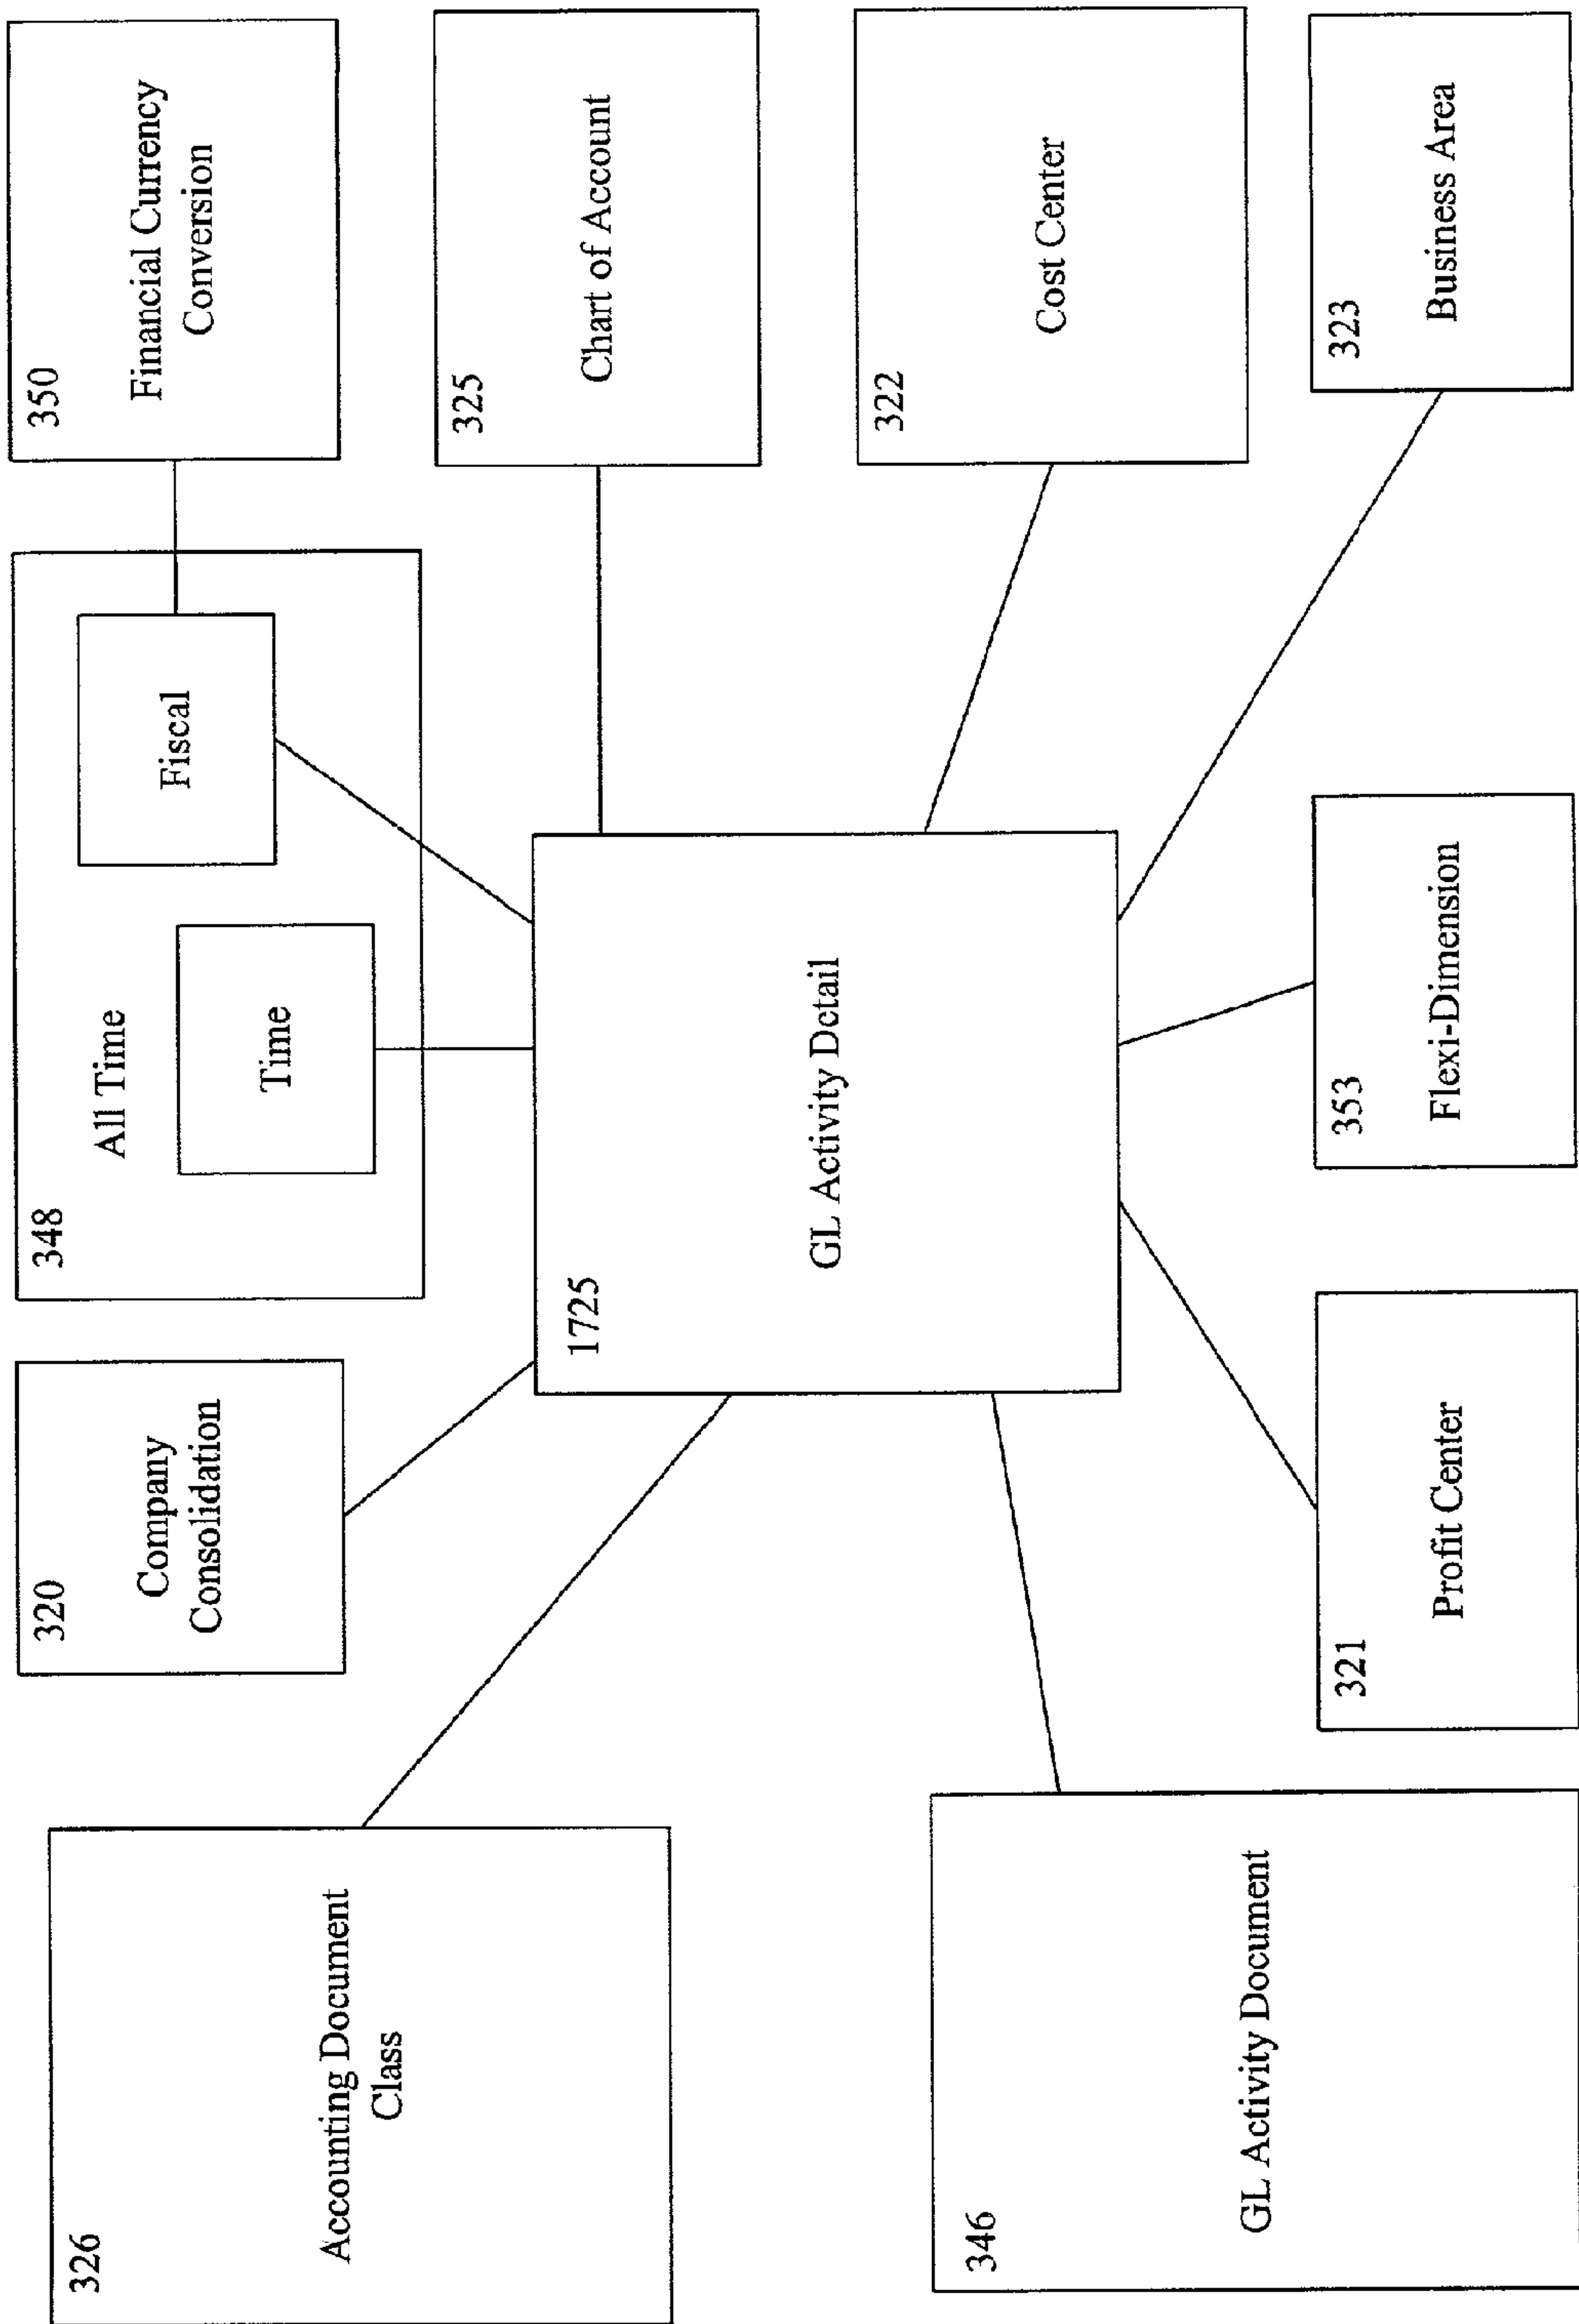 326
Accounting Document
Class
320
Company
Consolidation
348
All Time
Time
Fiscal
350
Financial Currency
Conversion
325
Chart of Account
1725
GL Activity Detail
322
Cost Center
346
GL Activity Document
321
Profit Center
353
Flexi-Dimension
323
Business Area